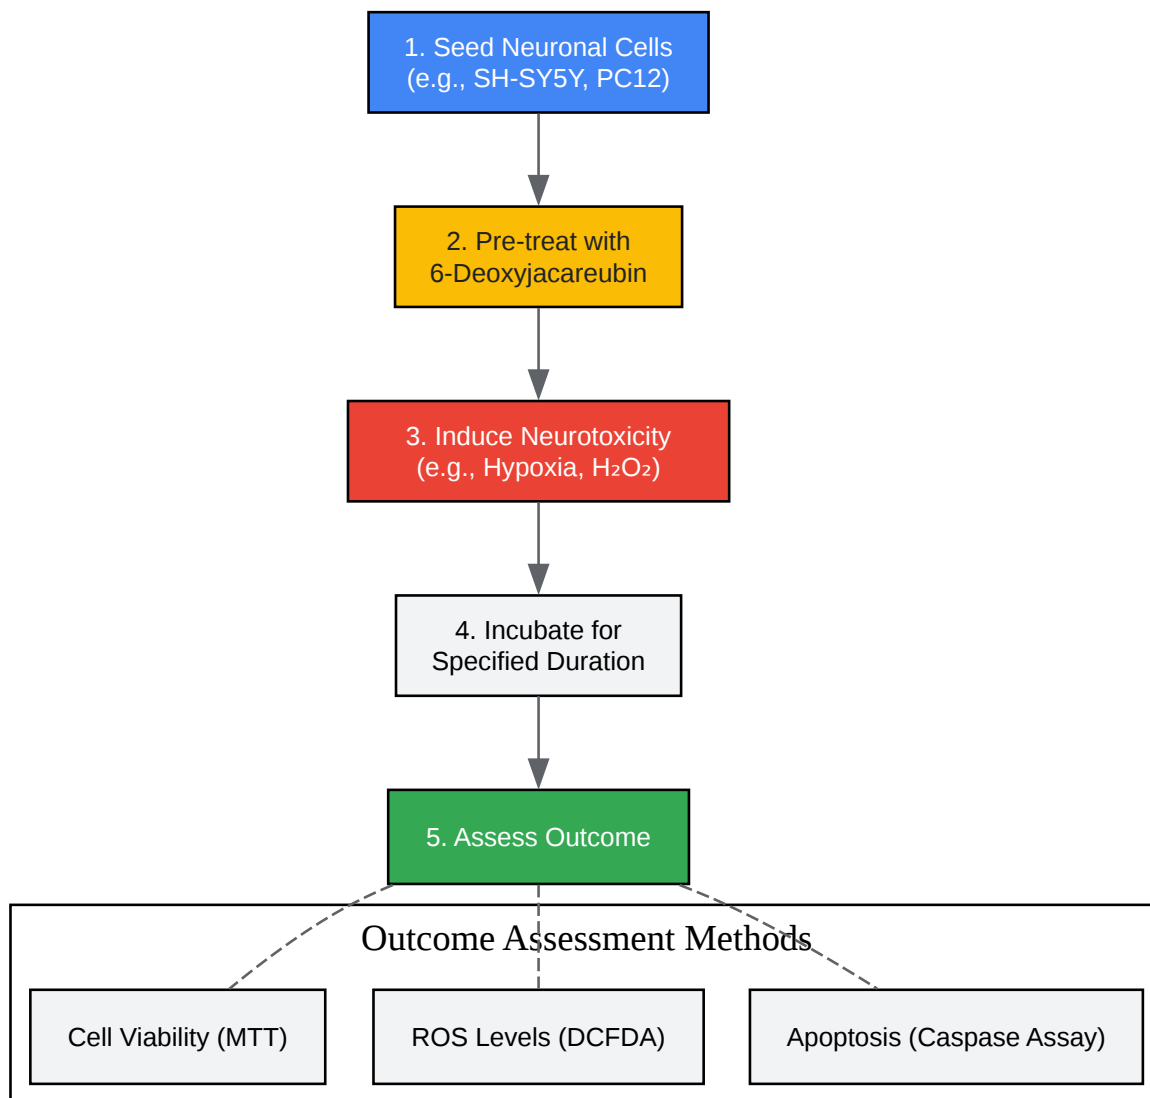 1. Seed Neuronal Cells
(e.g., SH-SY5Y, PC12)
2. Pre-treat with
6-Deoxyjacareubin
3. Induce Neurotoxicity
(e.g., Hypoxia, H₂O₂)
4. Incubate for
Specified Duration
5. Assess Outcome
Outcome Assessment Methods
Cell Viability (MTT)
ROS Levels (DCFDA)
Apoptosis (Caspase Assay)